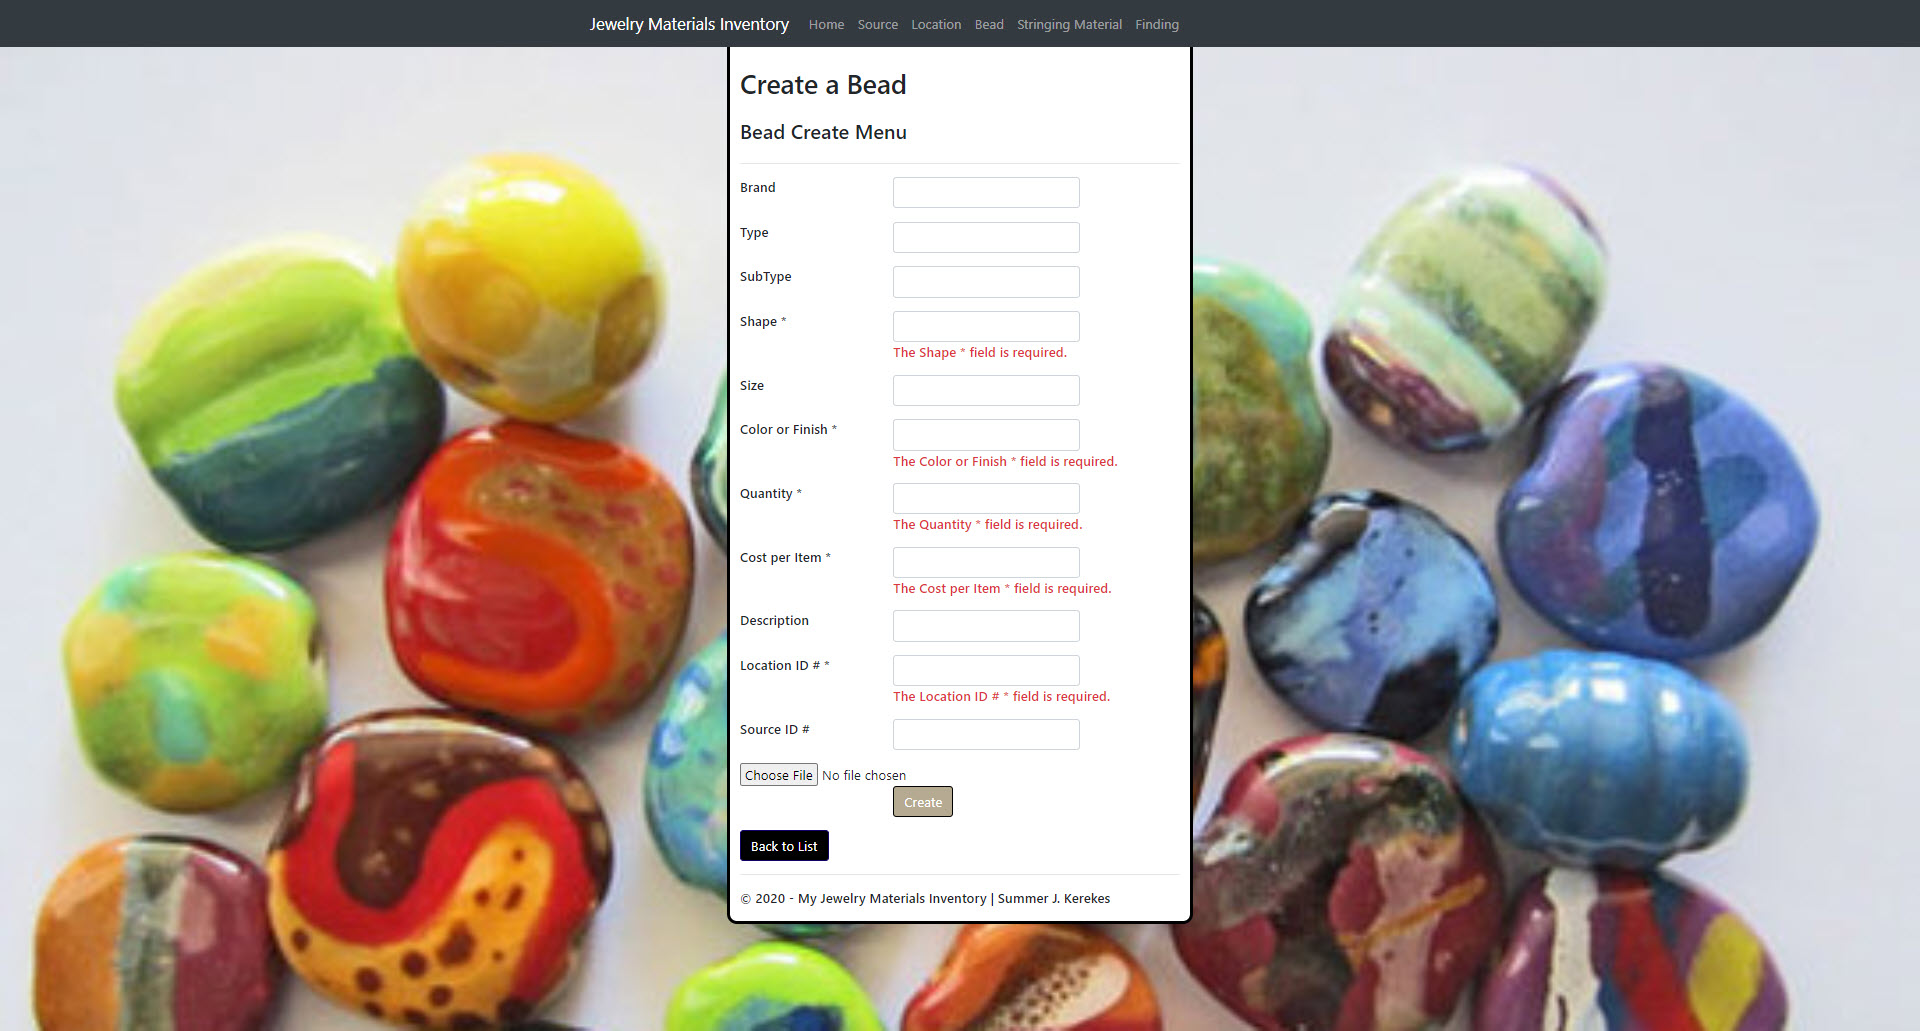 Jewelry Materials Inventory Home Source Location Bead Stringing Material Finding
Create a Bead
Bead Create Menu
Brand
Type
SubType
Shape *
The Shape * field is required.
Size
Color or Finish *
The Color or Finish * field is required.
Quantity *
The Quantity * field is required.
Cost per Item *
The Cost per Item * field is required.
Description
Location ID # *
The Location ID # * field is required.
Source ID #
Choose File No file chosen
Create
Back to List
© 2020 - My Jewelry Materials Inventory | Summer J. Kerekes